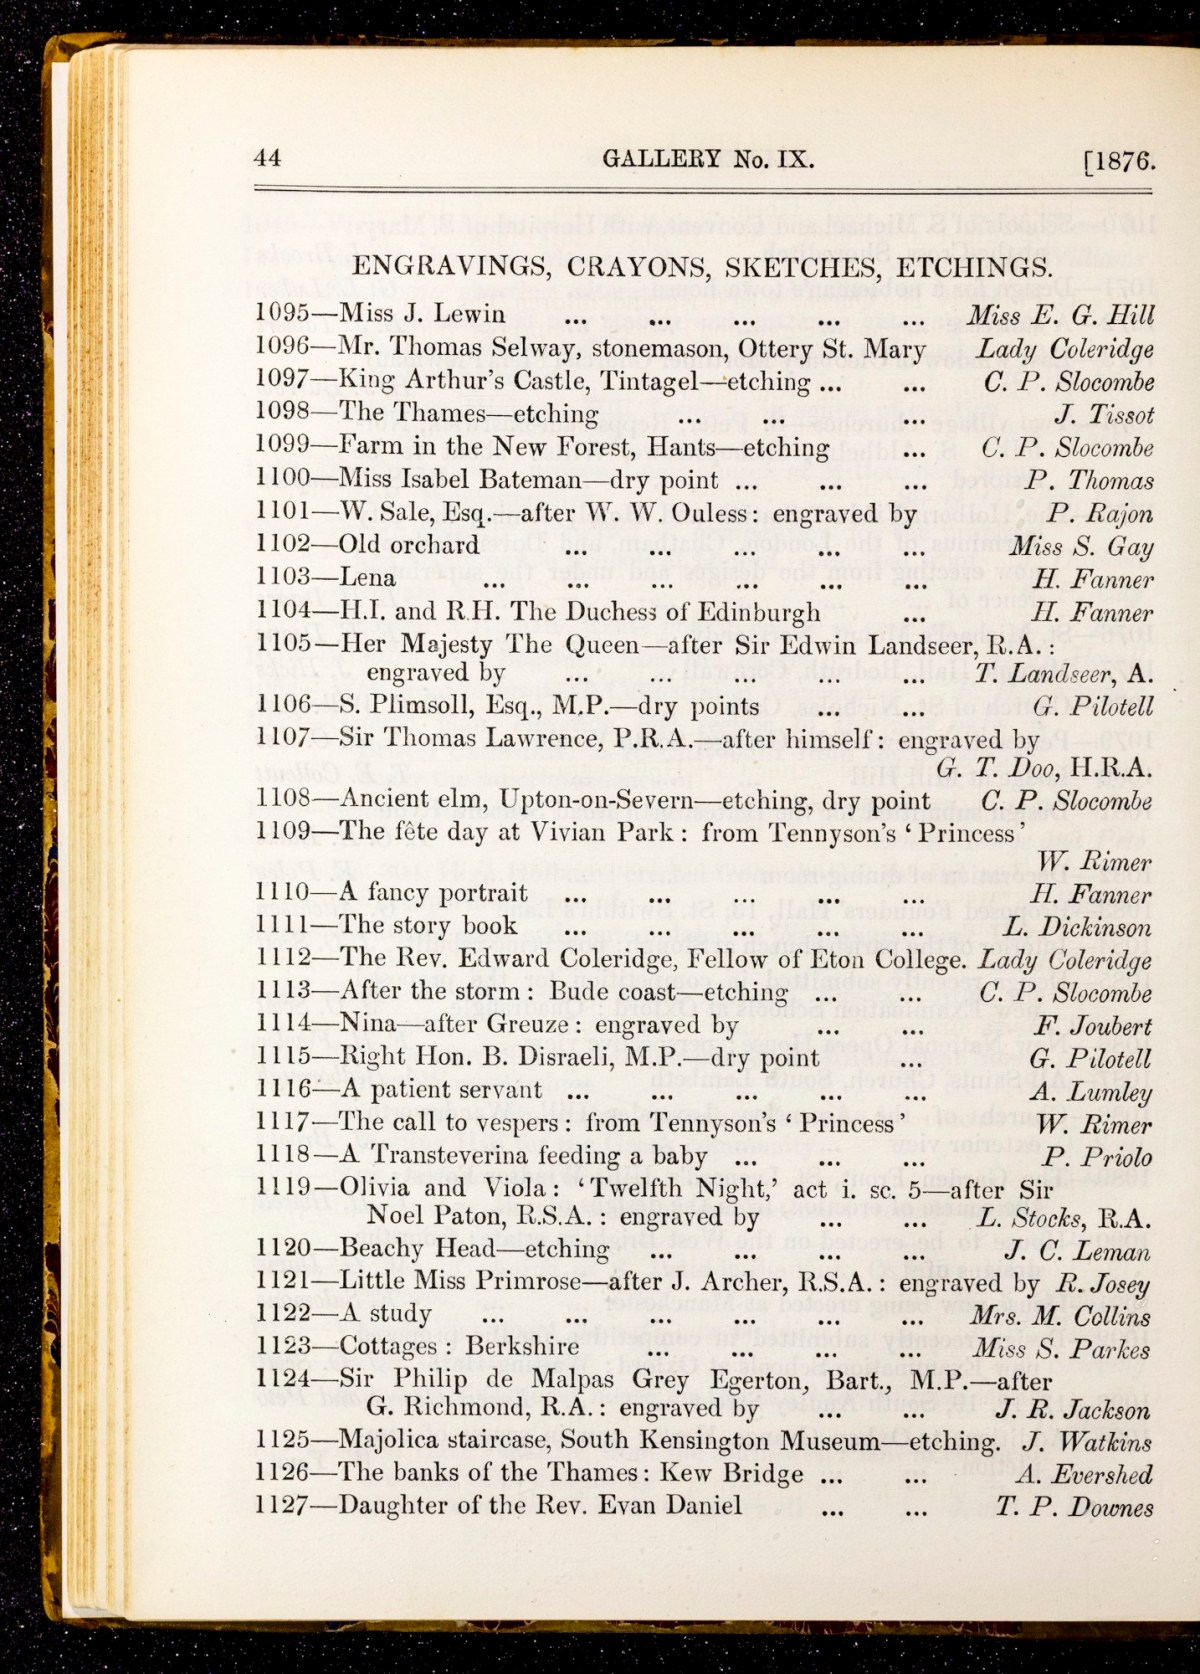 44 GALLERY No. IX. [1876.
ENGRAVINGS, CRAYONS, SKETCHES, ETCHINGS.
1095—Miss J. Lewin ... ... ... ... ... Miss E. G. Hill
1096—Mr. Thomas Selway, stonemason, Ottery St. Mary Lady Coleridge
1097—King Arthur's Castle, Tintagel—etching ... ... C. P. Slocombe
1098—The Thames—etching ... ... ... J. Tissot
1099—Farm in the New Forest, Hants—etching ... C. P. Slocombe
1100—Miss Isabel Bateman—dry point ... ... ... P. Thomas
1101—W. Sale, Esq.—after W. W. Ouless: engraved by P. Rajon
1102—Old orchard ... ... ... ... ... Miss S. Gay
1103—Lena ... ... ... ... ... ... H. Fanner
1104—H.I. and R.H. The Duchess of Edinburgh ... H. Fanner
1105—Her Majesty The Queen—after Sir Edwin Landseer, R.A.:
engraved by ... ... ... ... ... T. Landseer, A.
1106—S. Plimsoll, Esq., M.P.—dry points ... ... G. Pilotell
1107—Sir Thomas Lawrence, P.R.A.—after himself: engraved by
G. T. Doo, H.R.A.
1108—Ancient elm, Upton-on-Severn—etching, dry point C. P. Slocombe
1109—The fête day at Vivian Park: from Tennyson's 'Princess'
W. Rimer
1110—A fancy portrait ... ... ... ... ... H. Fanner
1111—The story book ... ... ... ... ... L. Dickinson
1112—The Rev. Edward Coleridge, Fellow of Eton College. Lady Coleridge
1113—After the storm: Bude coast—etching ... ... C. P. Slocombe
1114—Nina—after Greuze: engraved by ... ... F. Joubert
1115—Right Hon. B. Disraeli, M.P.—dry point ... G. Pilotell
1116—A patient servant ... ... ... ... ... A. Lumley
1117—The call to vespers: from Tennyson's 'Princess' W. Rimer
1118—A Transteverina feeding a baby ... ... ... P. Priolo
1119—Olivia and Viola: 'Twelfth Night,' act i. sc. 5—after Sir
Noel Paton, R.S.A.: engraved by ... ... L. Stocks, R.A.
1120—Beachy Head—etching ... ... ... ... J. C. Leman
1121—Little Miss Primrose—after J. Archer, R.S.A.: engraved by R. Josey
1122—A study ... ... ... ... ... ... Mrs. M. Collins
1123—Cottages: Berkshire ... ... ... ... Miss S. Parkes
1124—Sir Philip de Malpas Grey Egerton, Bart., M.P.—after
G. Richmond, R.A.: engraved by ... ... J. R. Jackson
1125—Majolica staircase, South Kensington Museum—etching. J. Watkins
1126—The banks of the Thames: Kew Bridge ... ... A. Evershed
1127—Daughter of the Rev. Evan Daniel ... ... T. P. Downes